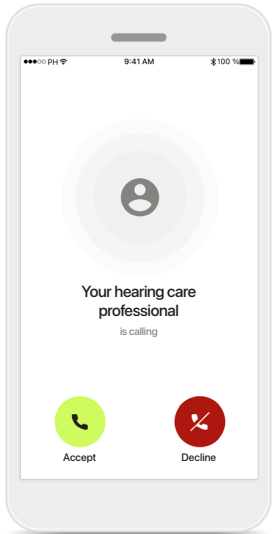 PH 9:41 AM 100 %
Your hearing care
professional
is calling
Accept Decline